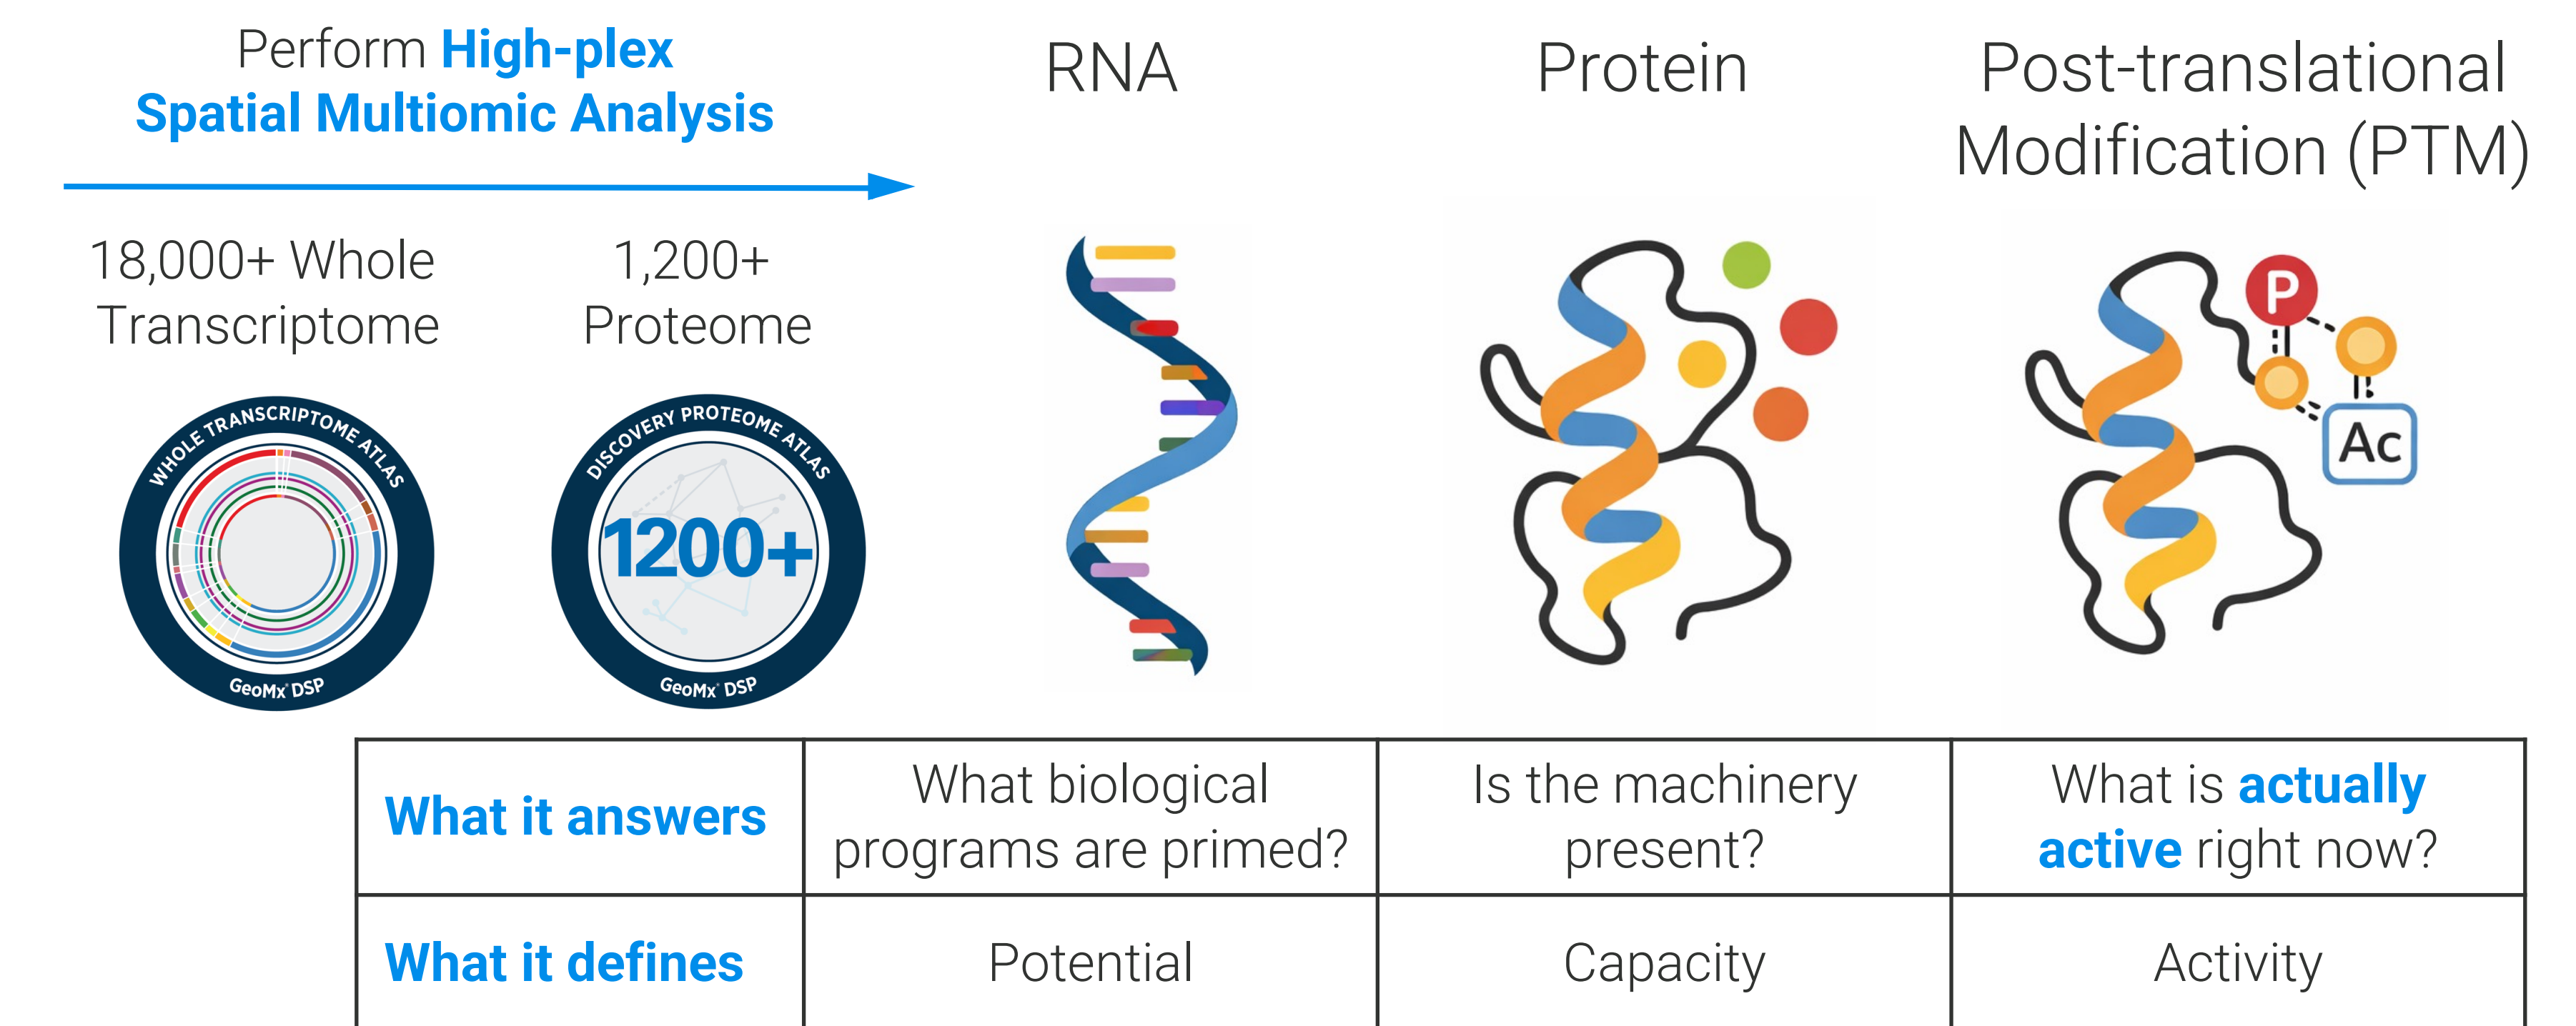 Perform High-plex
Spatial Multiomic Analysis
RNA
Protein
Post-translational
Modification (PTM)
18,000+ Whole
Transcriptome
1,200+
Proteome
WHOLE TRANSCRIPTOME ATLAS
GeoMx® DSP
DISCOVERY PROTEOME ATLAS
1200+
GeoMx® DSP
P
Ac
What it answers
What biological
programs are primed?
Is the machinery
present?
What is actually
active right now?
What it defines
Potential
Capacity
Activity